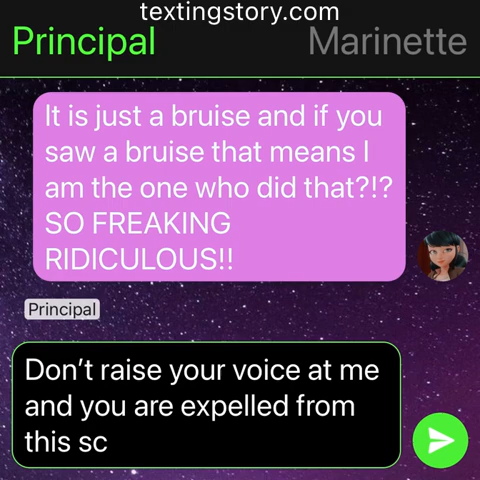 textingstory.com
Principal
Marinette
It is just a bruise and if you
saw a bruise that means I
am the one who did that?!?
SO FREAKING
RIDICULOUS!!
Principal
Don't raise your voice at me
and you are expelled from
this sc